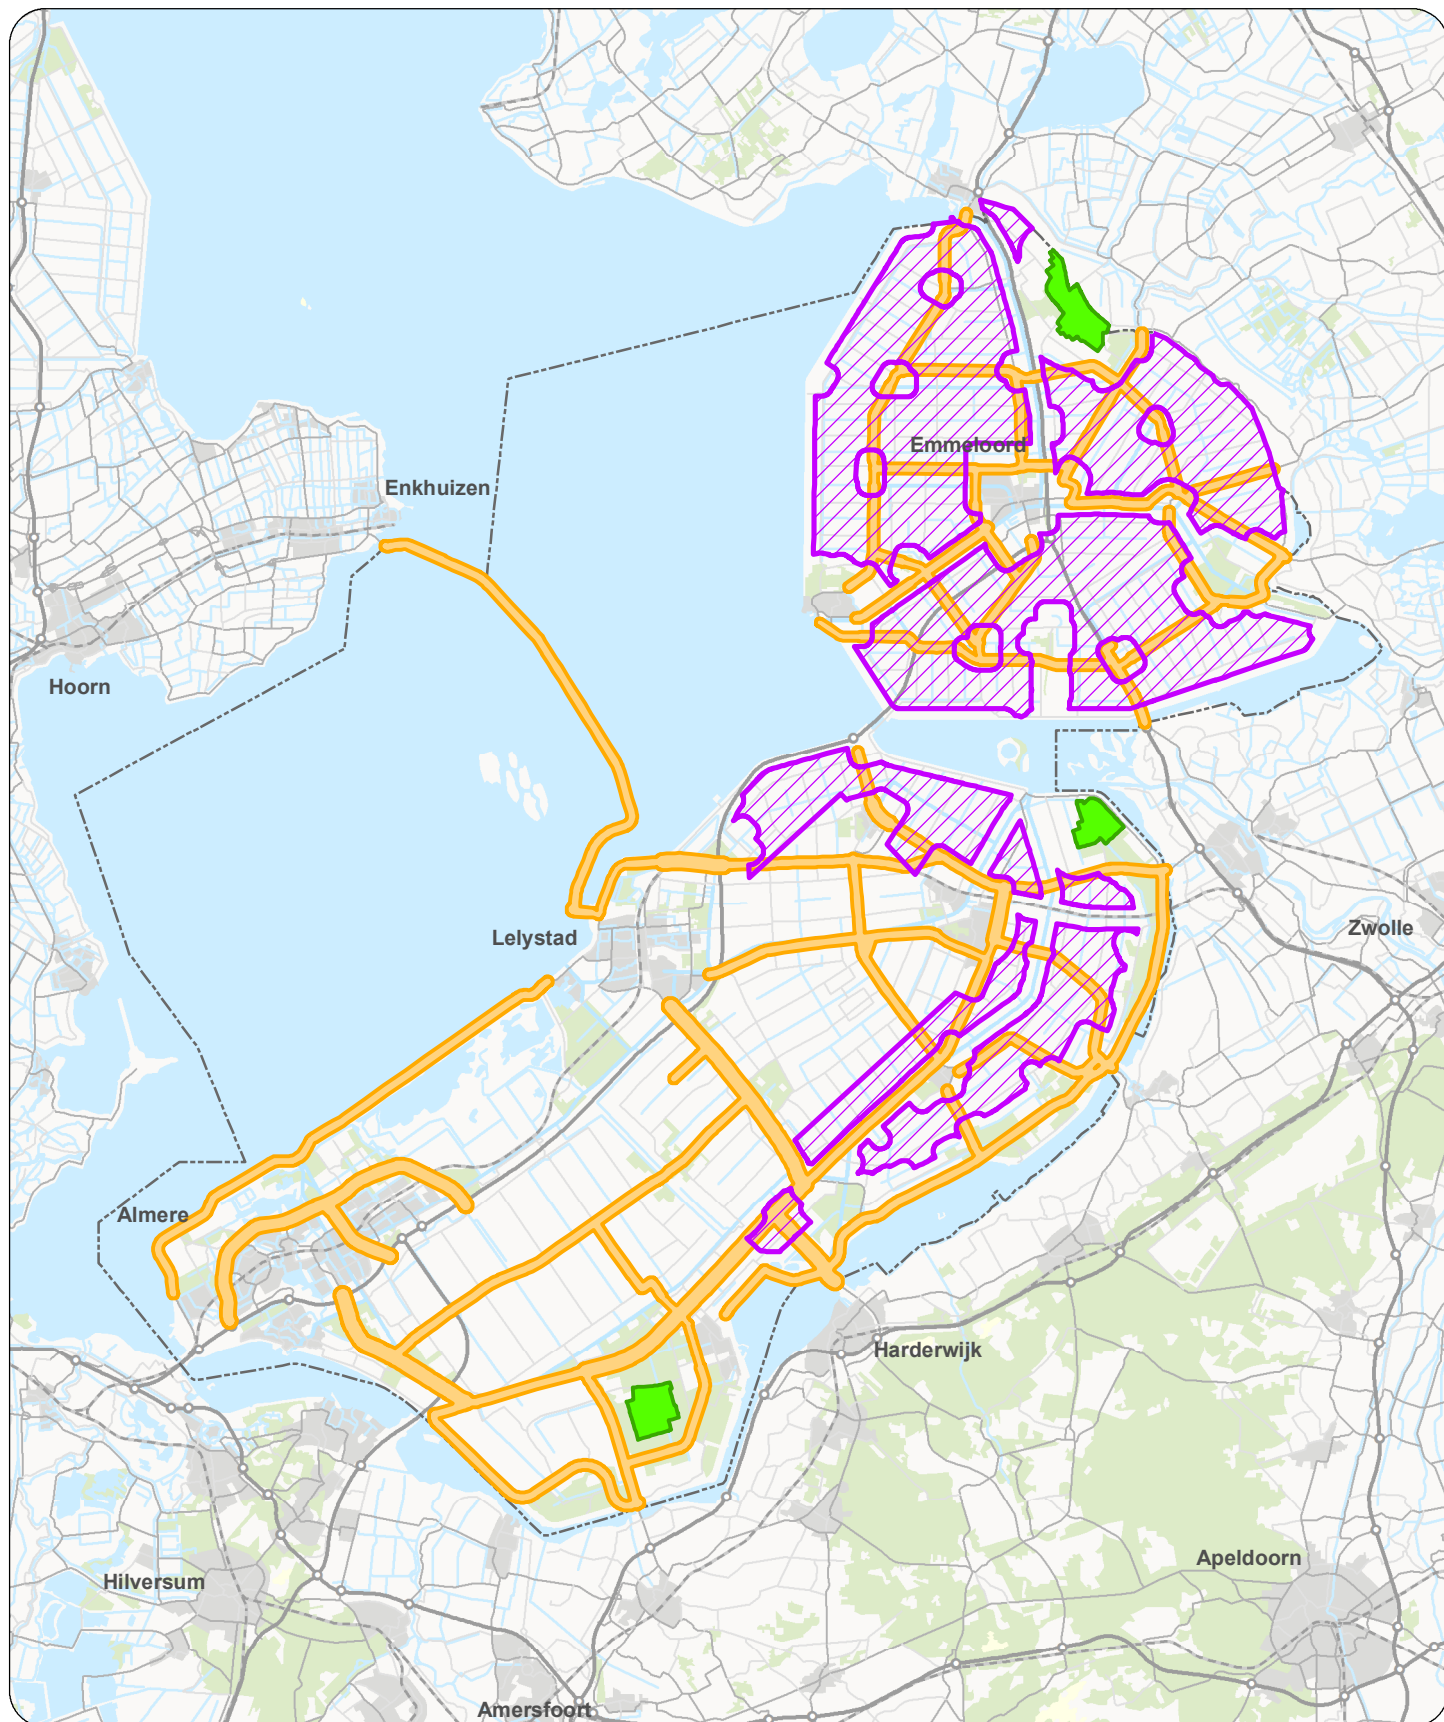 Emmeloord
Enkhuizen
Hoorn
Zwolle
Lelystad
Almere
Harderwijk
Apeldoorn
Hilversum
Amersfoort